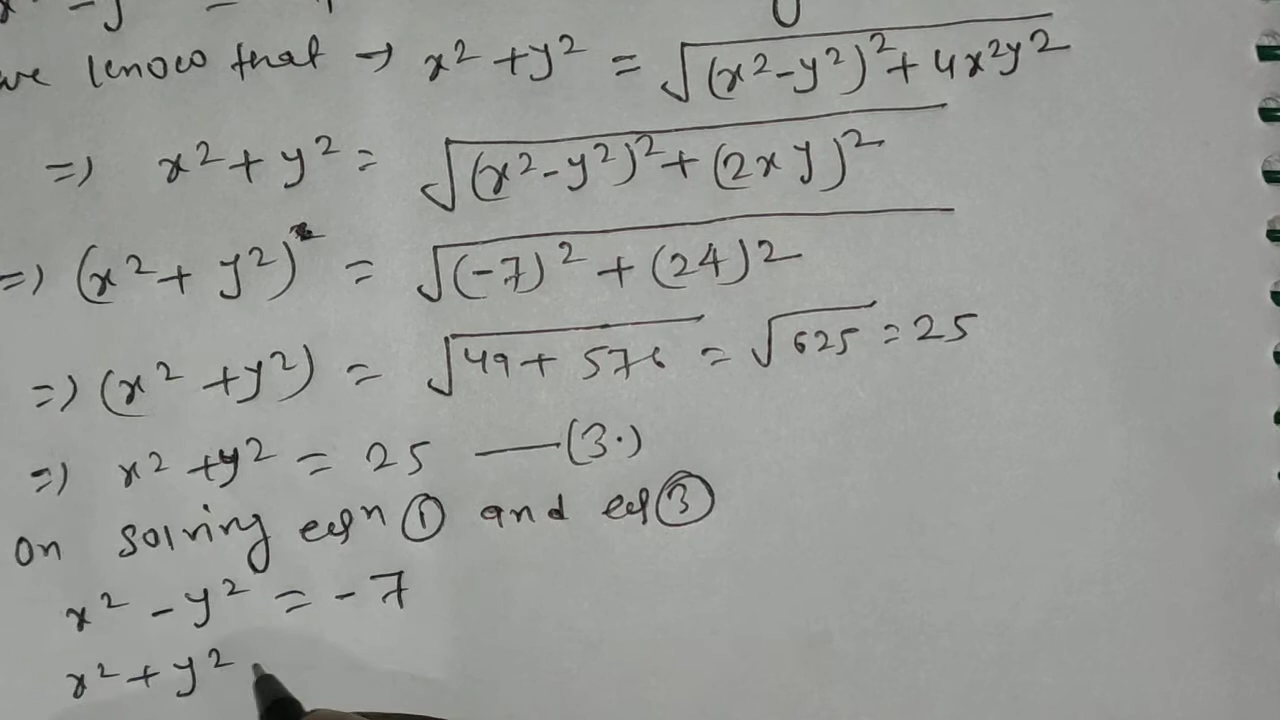 we know that → x² + y² = √((x² - y²)² + 4x²y²)
=) x² + y² = √((x² - y²)² + (2xy)²)
=) (x² + y²) = √((-7)² + (24)²)
=) (x² + y²) = √(49 + 576) = √625 = 25
=) x² + y² = 25 —(3.)
On solving eqⁿ ① and eq ③
x² - y² = -7
x² + y²